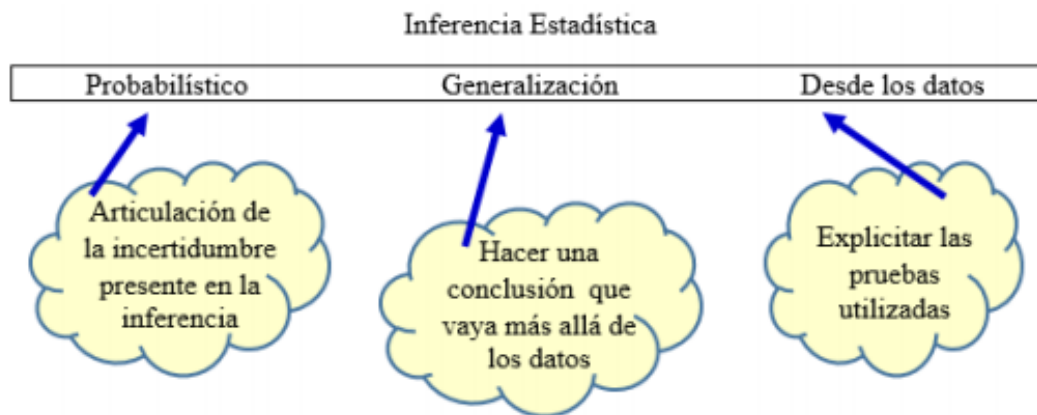 Inferencia Estadística
Probabilístico
Generalización
Desde los datos
Articulación de
la incertidumbre
presente en la
inferencia
Hacer una
conclusión que
vaya más allá de
los datos
Explicitar las
pruebas
utilizadas